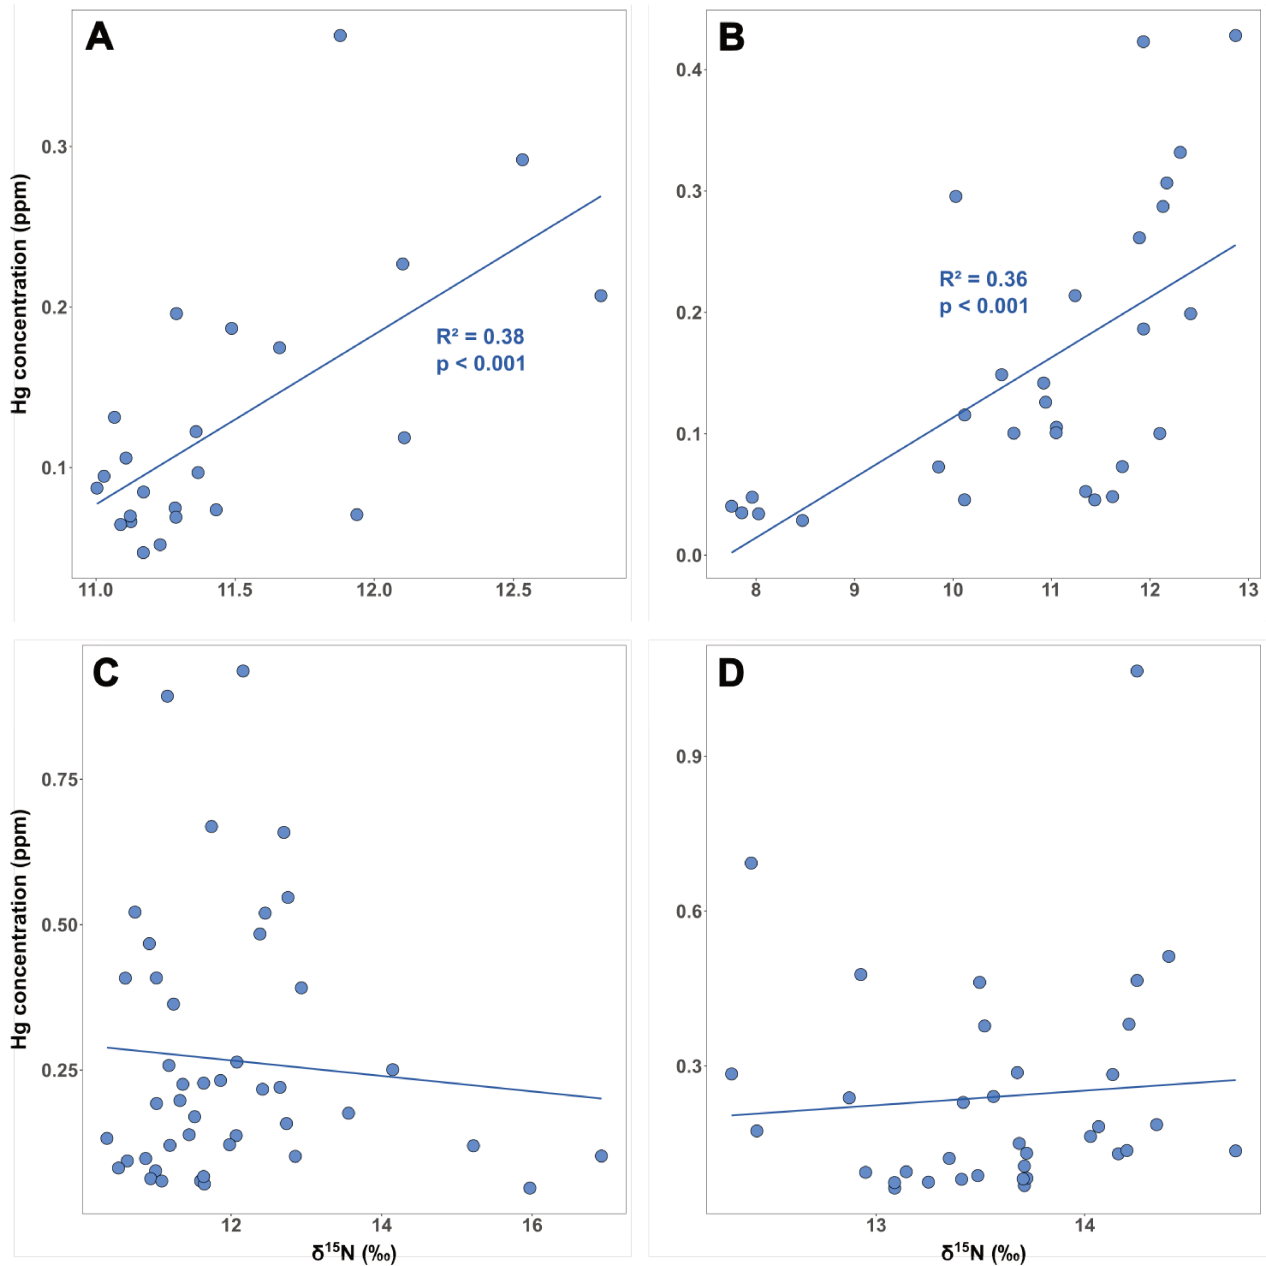 A
B
Hg concentration (ppm)
0.3
0.2
0.1
R² = 0.38
p < 0.001
11.0 11.5 12.0 12.5
0.4
0.3
0.2
0.1
0.0
R² = 0.36
p < 0.001
8 9 10 11 12 13
C
D
Hg concentration (ppm)
0.75
0.50
0.25
12 14 16
δ¹⁵N (‰)
0.9
0.6
0.3
13 14
δ¹⁵N (‰)